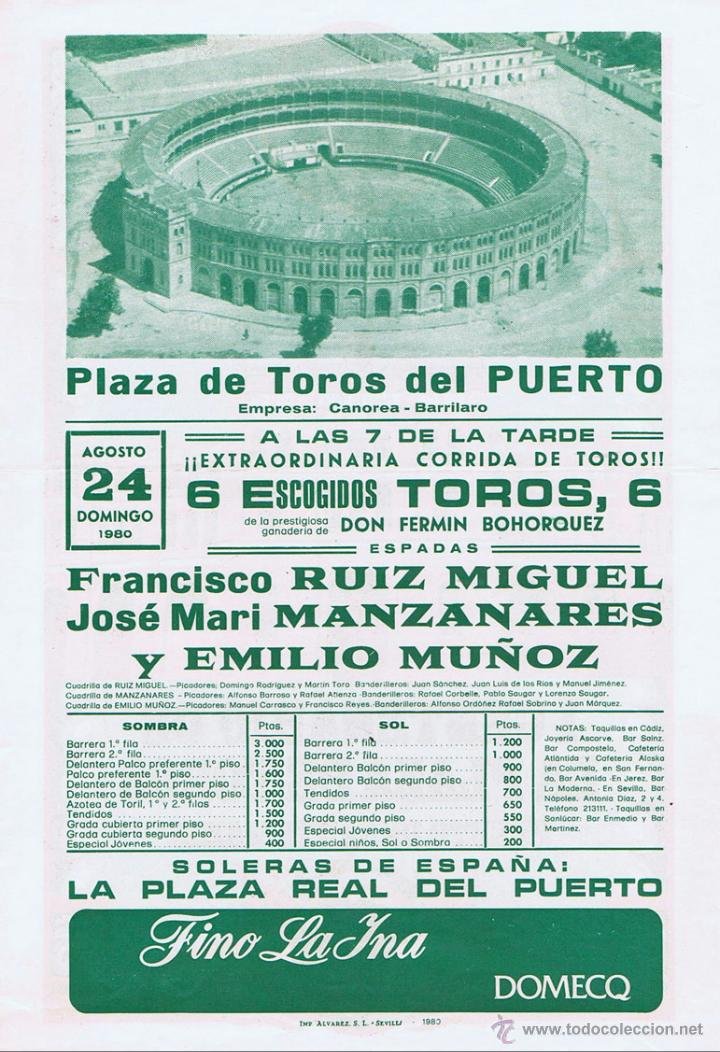 Plaza de Toros del PUERTO
Empresa: Canorea - Barrilaro
AGOSTO
24
DOMINGO
1980
A LAS 7 DE LA TARDE
¡¡EXTRAORDINARIA CORRIDA DE TOROS!!
6 ESCOGIDOS TOROS, 6
de la prestigiosa
ganadería de DON FERMIN BOHORQUEZ
ESPADAS
Francisco RUIZ MIGUEL
José Mari MANZANARES
y EMILIO MUÑOZ
Cuadrilla de RUIZ MIGUEL.—Picadores: Domingo Rodríguez y Martín Toro. Banderilleros: Juan Sánchez, Juan Luis de los Ríos y Manuel Jiménez.
Cuadrilla de MANZANARES - Picadores: Alfonso Barroso y Rafael Atienza -Banderilleros: Rafael Corbelle, Pablo Saugar y Lorenzo Saugar.
Cuadrilla de EMILIO MUÑOZ.—Picadores: Manuel Carrasco y Francisco Reyes.-Banderilleros: Alfonso Ordóñez Rafael Sobrino y Juan Márquez.
SOMBRA Ptas.
Barrera 1.ª fila 3.000
Barrera 2.ª fila 2.500
Delantero Palco preferente 1.º piso 1.750
Palco preferente 1.º piso 1.600
Delantero de Balcón primer piso 1.750
Delantero de Balcón segundo piso 1.000
Azotea de Toril, 1.ª y 2.ª filas 1.700
Tendidos 1.500
Grada cubierta primer piso 1.200
Grada cubierta segundo piso 900
Especial Jóvenes 400
SOL Ptas.
Barrera 1.ª fila 1.200
Barrera 2.ª fila 1.000
Delantero Balcón primer piso 900
Delantero Balcón segundo piso 800
Tendidos 700
Grada primer piso 650
Grada segundo piso 550
Especial Jóvenes 300
Especial niños, Sol o Sombra 200
NOTAS: Taquillas en Cádiz,
Joyería Ascorve, Bar Sainz,
Bar Compostela, Cafetería
Atlántida y Cafetería Alaska
(en Columela), en San Fernan-
do, Bar Avenida -En Jerez, Bar
La Moderna. - En Sevilla, Bar
Nápoles. Antonia Díaz, 2 y 4.
Teléfono 213111. - Taquillas en
Sanlúcar: Bar Enmedio y Bar
Martínez.
SOLERAS DE ESPAÑA:
LA PLAZA REAL DEL PUERTO
Fino La Ina
DOMECQ
IMP. ALVAREZ, S. L. - SEVILLA - 1980
© www.todocoleccion.net